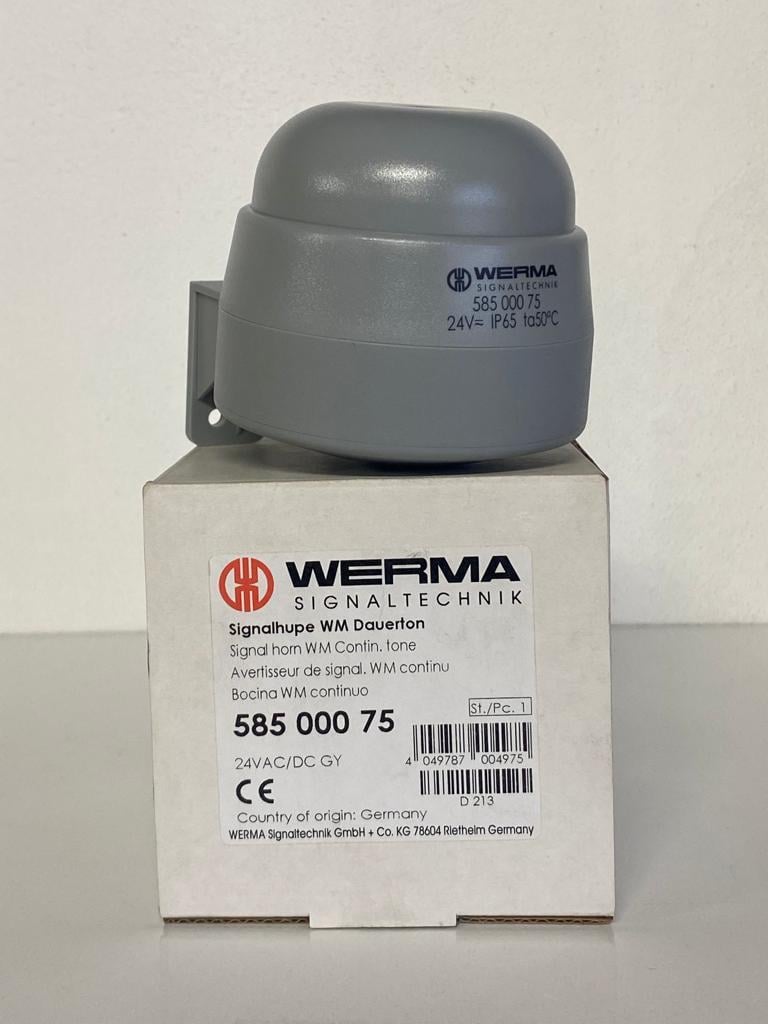 WERMA
SIGNALTECHNIK
585 000 75
24V≂ IP65 ta50°C
WERMA
SIGNALTECHNIK
Signalhupe WM Dauerton
Signal horn WM Contin. tone
Avertisseur de signal. WM continu
Bocina WM continuo
St./Pc. 1
585 000 75
24VAC/DC GY
4 049787 004975
CE
D 213
Country of origin: Germany
WERMA Signaltechnik GmbH + Co. KG 78604 Rietheim Germany